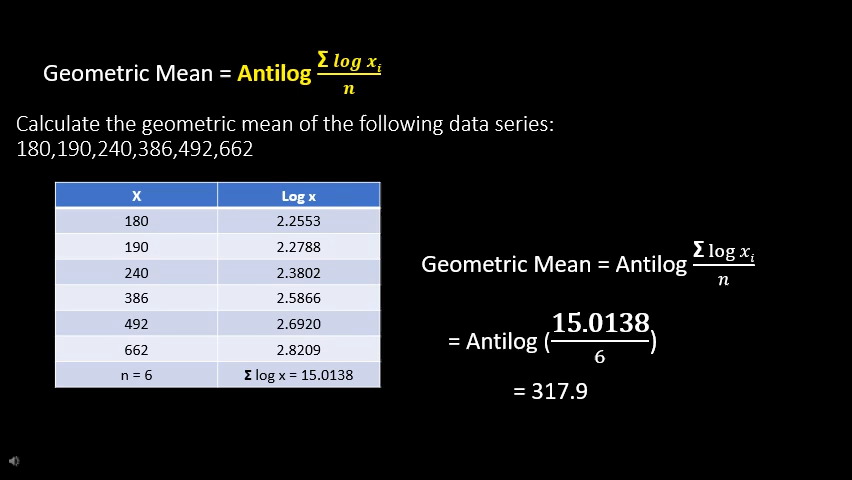 Geometric Mean = Antilog Σ log xᵢ / n
Calculate the geometric mean of the following data series:
180,190,240,386,492,662
X Log x
180 2.2553
190 2.2788
240 2.3802
386 2.5866
492 2.6920
662 2.8209
n = 6 Σ log x = 15.0138
Geometric Mean = Antilog Σ log xᵢ / n
= Antilog (15.0138 / 6)
= 317.9